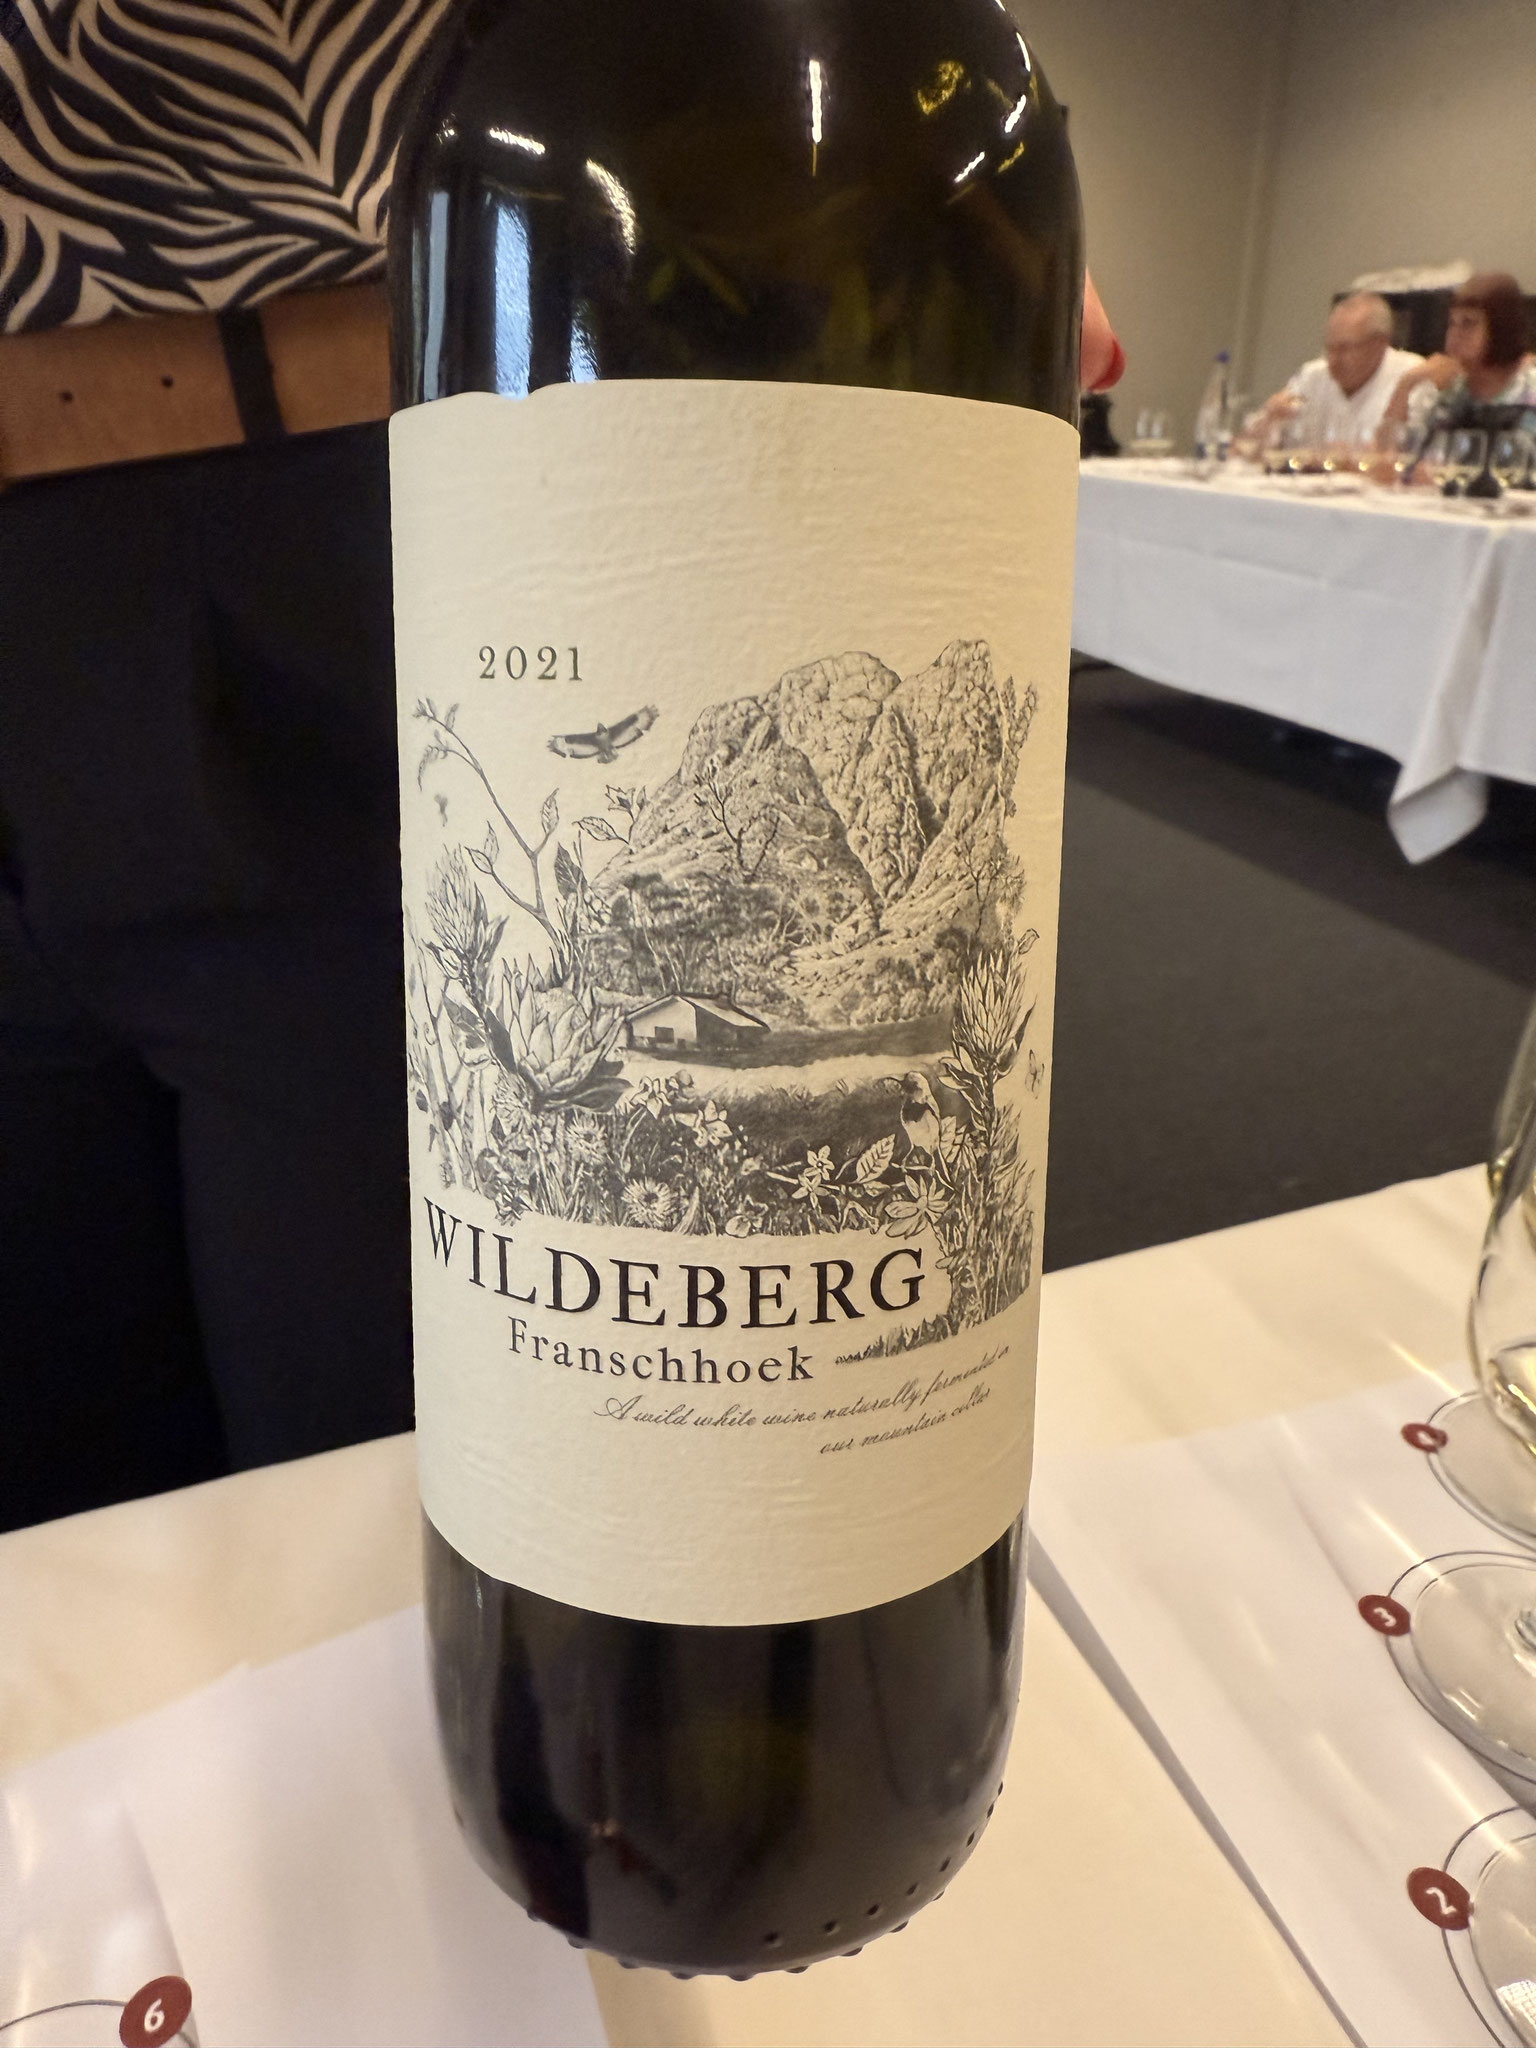 2021
WILDEBERG
Franschhoek
A wild white wine naturally fermented in
our mountain cellar
3
2
6